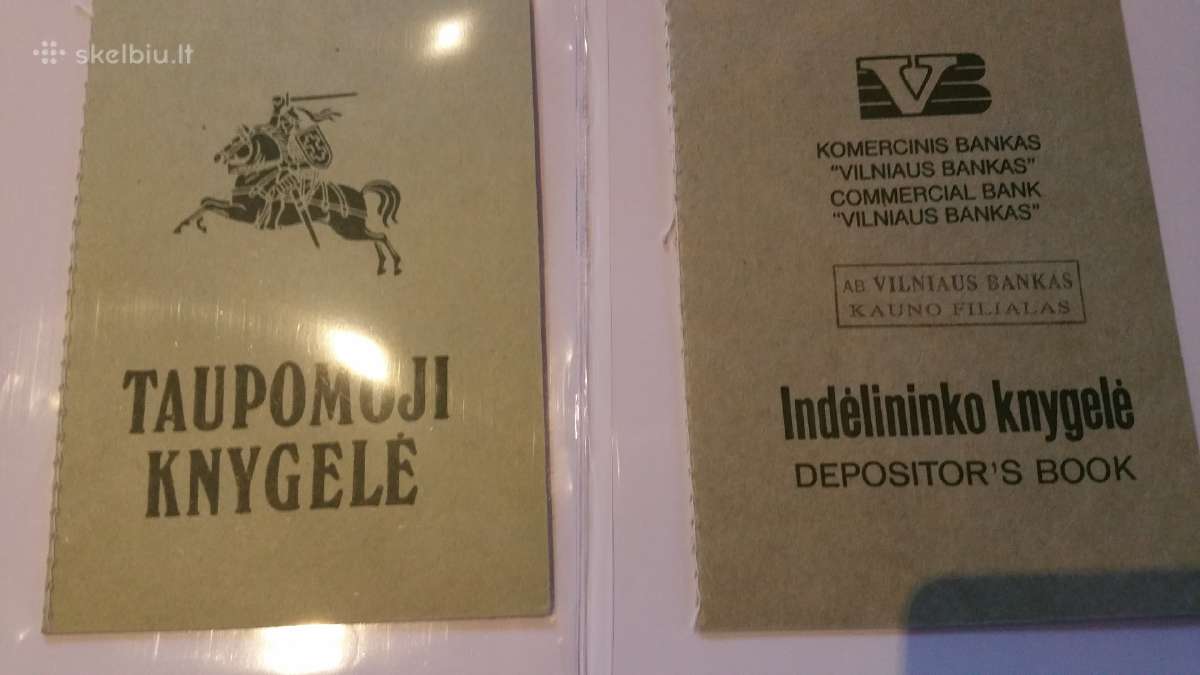 skelbiu.lt
TAUPOMOJI
KNYGELĖ
VB
KOMERCINIS BANKAS
"VILNIAUS BANKAS"
COMMERCIAL BANK
"VILNIAUS BANKAS"
AB VILNIAUS BANKAS
KAUNO FILIALAS
Indėlininko knygelė
DEPOSITOR'S BOOK